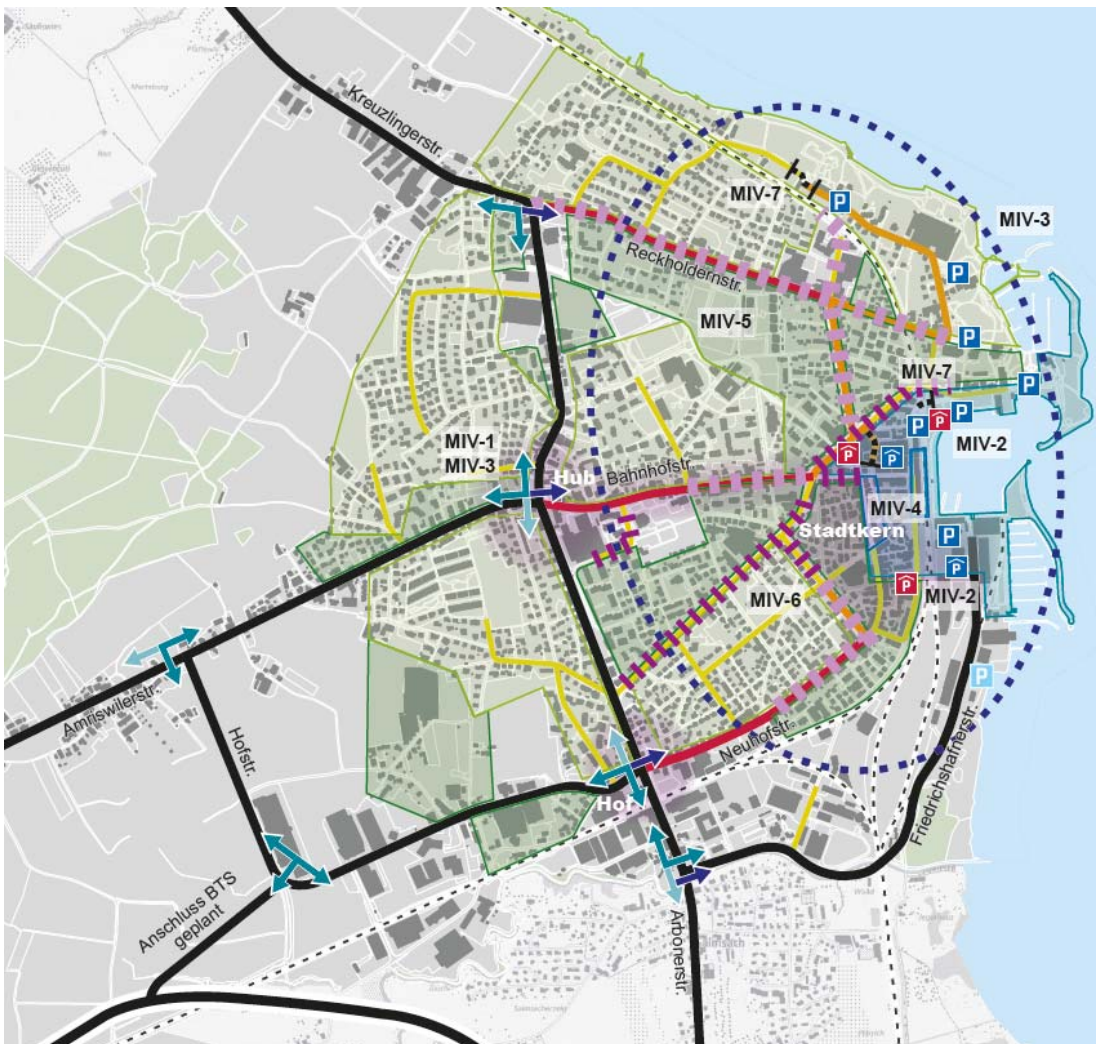 Kreuzlingerstr.
MIV-7
P
MIV-3
Reckholdernstr.
P
MIV-5
P
MIV-7
P
P
P
P
MIV-1
MIV-3
P
P
MIV-2
Hub
Bahnhofstr.
MIV-4
Stadtkern
P
P
P
MIV-6
MIV-2
P
Amriswilerstr.
Hofstr.
Neuhofstr.
Friedrichshafnerstr.
Hof
Anschluss BTS
geplant
Arbonerstr.